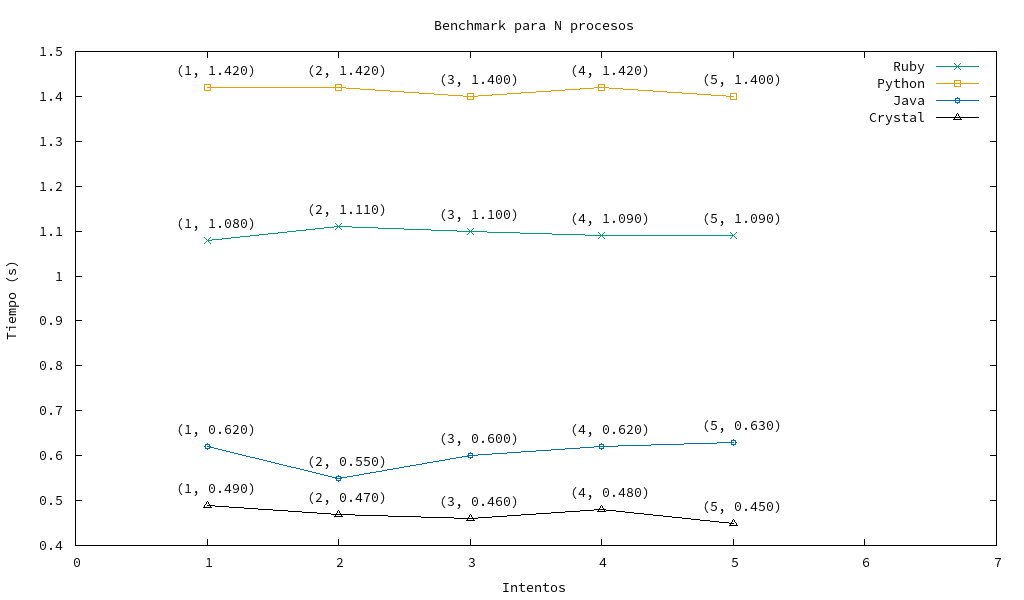 Benchmark para N procesos
1.5
1.4
1.3
1.2
1.1
1
0.9
0.8
0.7
0.6
0.5
0.4
Tiempo (s)
Ruby
Python
Java
Crystal
(1, 1.420) (2, 1.420) (3, 1.400) (4, 1.420) (5, 1.400)
(1, 1.080) (2, 1.110) (3, 1.100) (4, 1.090) (5, 1.090)
(1, 0.620) (2, 0.550) (3, 0.600) (4, 0.620) (5, 0.630)
(1, 0.490) (2, 0.470) (3, 0.460) (4, 0.480) (5, 0.450)
0 1 2 3 4 5 6 7
Intentos